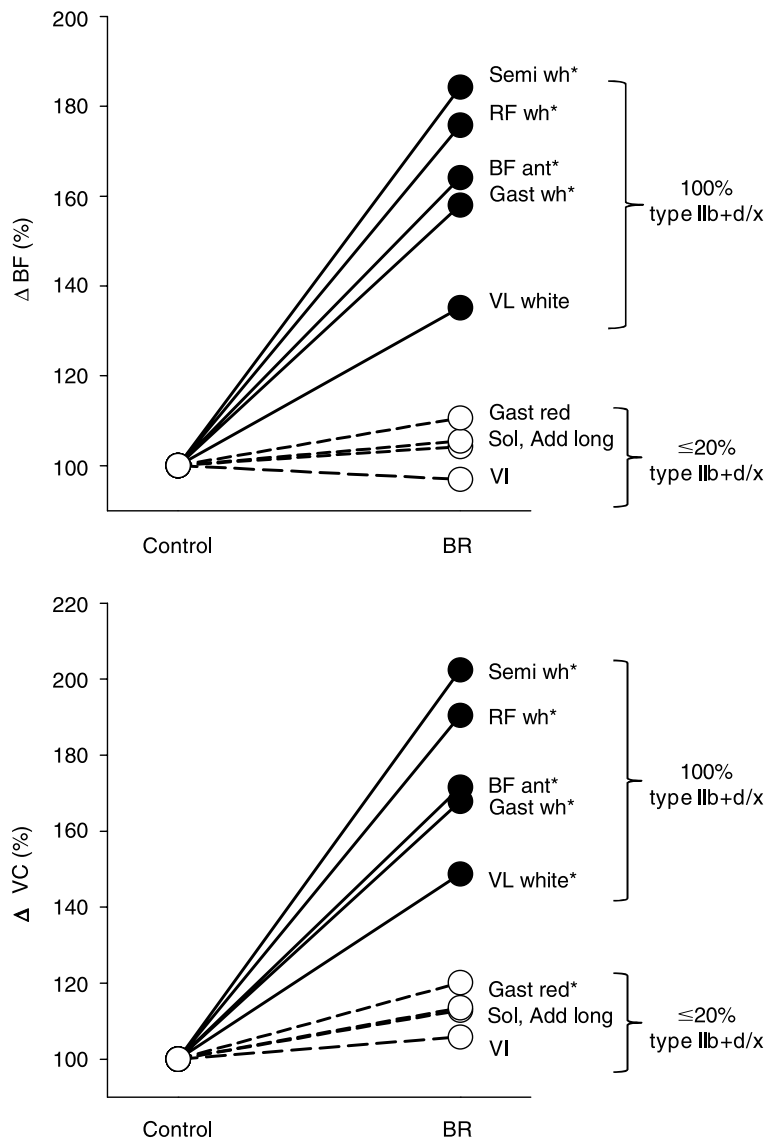 200
180
160
140
120
100
Δ BF (%)
Semi wh*
RF wh*
BF ant*
Gast wh*
VL white
Gast red
Sol, Add long
VI
100%
type IIb+d/x
≤20%
type IIb+d/x
Control
BR
220
200
180
160
140
120
100
Δ VC (%)
Semi wh*
RF wh*
BF ant*
Gast wh*
VL white*
Gast red*
Sol, Add long
VI
100%
type IIb+d/x
≤20%
type IIb+d/x
Control
BR